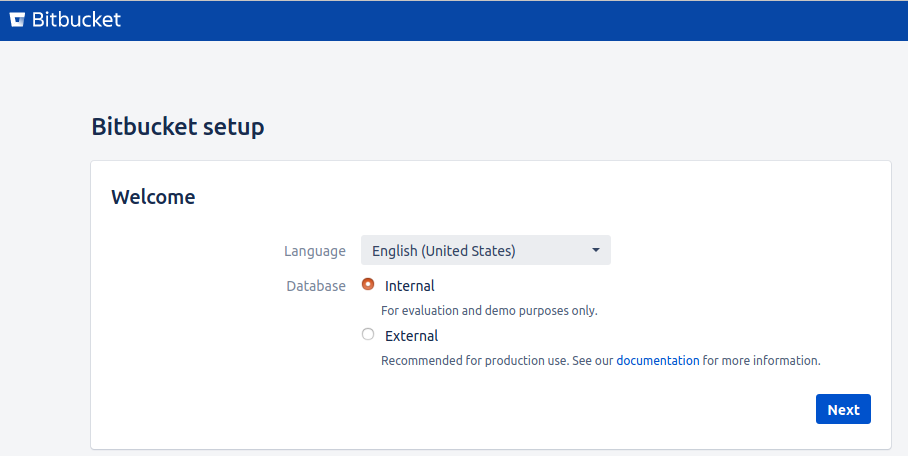 Bitbucket
Bitbucket setup
Welcome
Language English (United States)
Database Internal
For evaluation and demo purposes only.
External
Recommended for production use. See our documentation for more information.
Next